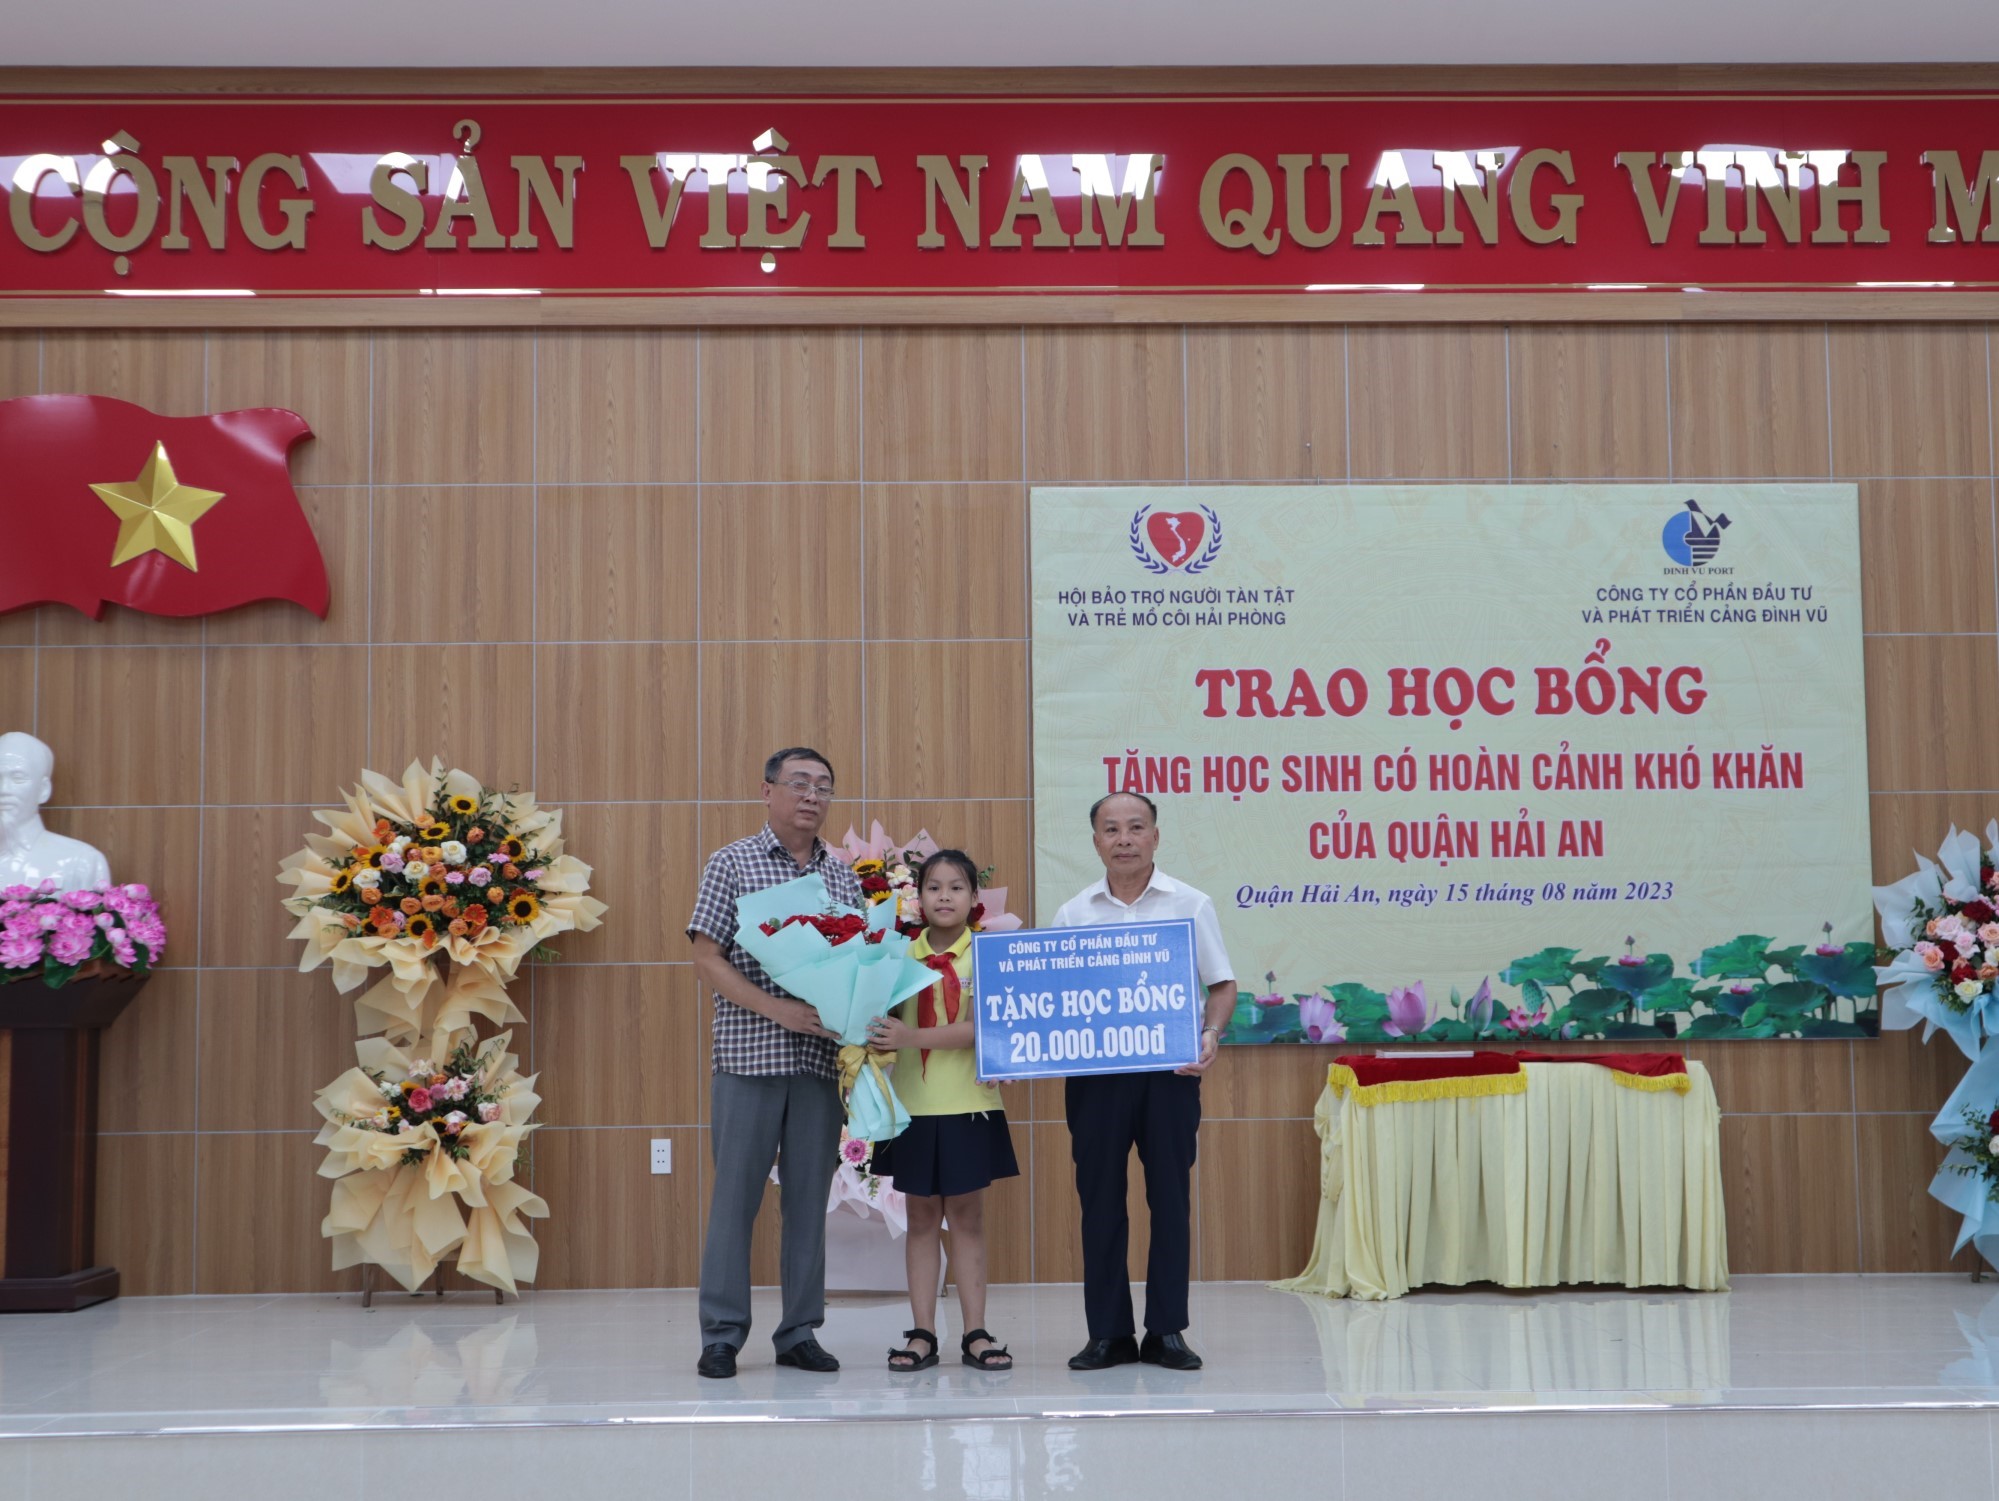 CỘNG SẢN VIỆT NAM QUANG VINH M
HỘI BẢO TRỢ NGƯỜI TÀN TẬT
VÀ TRẺ MỒ CÔI HẢI PHÒNG
DINH VU PORT
CÔNG TY CỔ PHẦN ĐẦU TƯ
VÀ PHÁT TRIỂN CẢNG ĐÌNH VŨ
TRAO HỌC BỔNG
TẶNG HỌC SINH CÓ HOÀN CẢNH KHÓ KHĂN
CỦA QUẬN HẢI AN
Quận Hải An, ngày 15 tháng 08 năm 2023
CÔNG TY CỔ PHẦN ĐẦU TƯ
VÀ PHÁT TRIỂN CẢNG ĐÌNH VŨ
TẶNG HỌC BỔNG
20.000.000đ